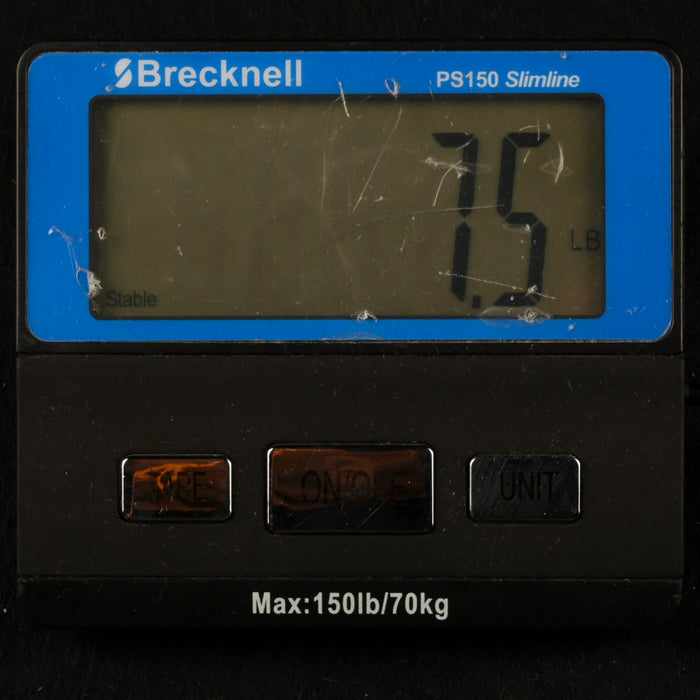 Brecknell PS150 Slimline
7.5 LB
Stable
TARE ON/OFF UNIT
Max:150lb/70kg